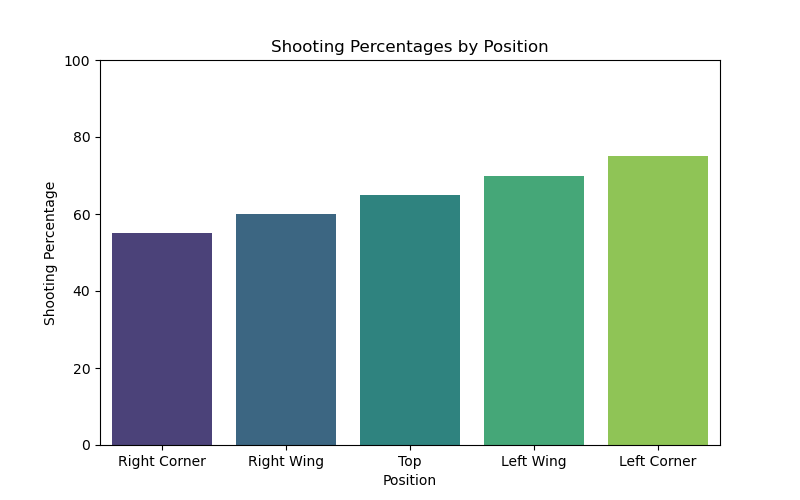 Shooting Percentages by Position
100
80
60
40
20
0
Shooting Percentage
Right Corner
Right Wing
Top
Left Wing
Left Corner
Position